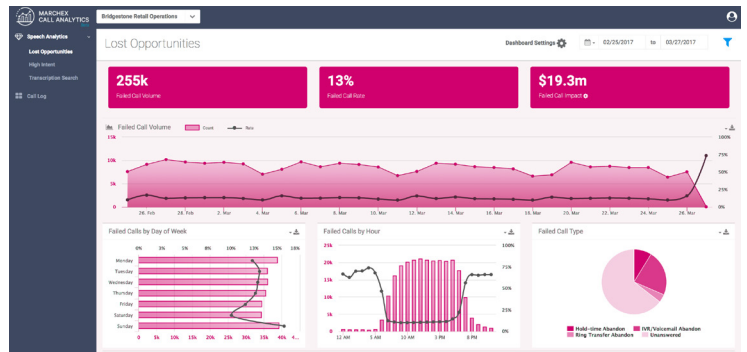 MARCHEX
CALL ANALYTICS
Bridgestone Retail Operations
Speech Analytics
Lost Opportunities
High Intent
Transcription Search
Call Log
Lost Opportunities
Dashboard Settings
02/25/2017 to 03/27/2017
255k
Failed Call Volume
13%
Failed Call Rate
$19.3m
Failed Call Impact
Failed Call Volume Count Rate
15k 100%
10k 75%
50%
5k 25%
0 0%
26. Feb 28. Feb 2. Mar 4. Mar 6. Mar 8. Mar 10. Mar 12. Mar 14. Mar 16. Mar 18. Mar 20. Mar 22. Mar 24. Mar 26. Mar
Failed Calls by Day of Week
0% 3% 5% 8% 10% 13% 15% 18%
Monday
Tuesday
Wednesday
Thursday
Friday
Saturday
Sunday
0 5k 10k 15k 20k 25k 30k 35k 40k 4...
Failed Calls by Hour
25k 100%
20k
15k 75%
10k 50%
5k 25%
0 0%
12 AM 5 AM 10 AM 3 PM 8 PM
Failed Call Type
Hold-time Abandon IVR/Voicemail Abandon
Ring Transfer Abandon Unanswered